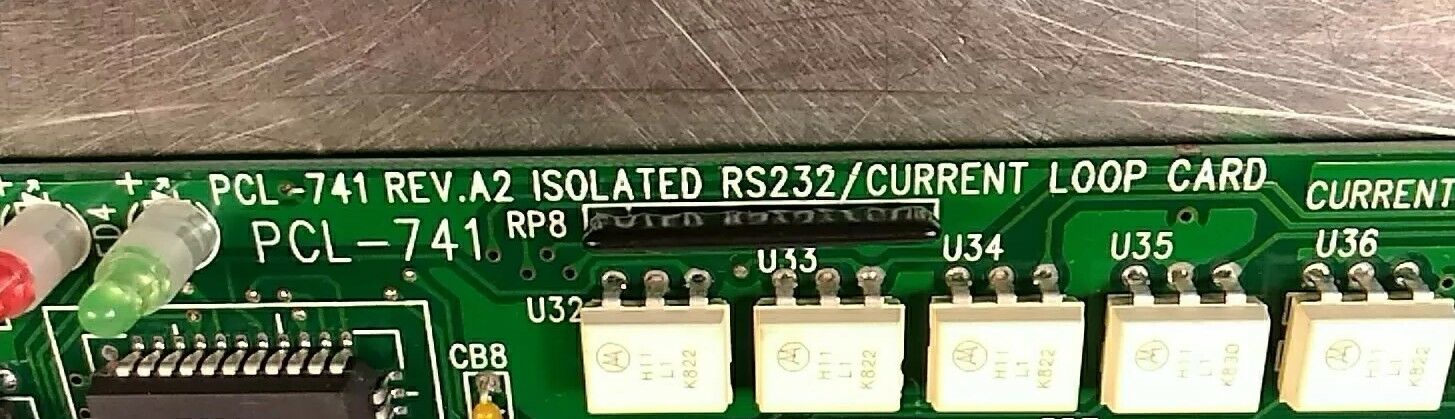 PCL-741 REV.A2 ISOLATED RS232/CURRENT LOOP CARD
CURRENT
PCL-741
RP8
U33
U34
U35
U36
U32
CB8
H11
L1
K822
H11
L1
K822
H11
L1
K822
H11
L1
K830
H11
L1
K822